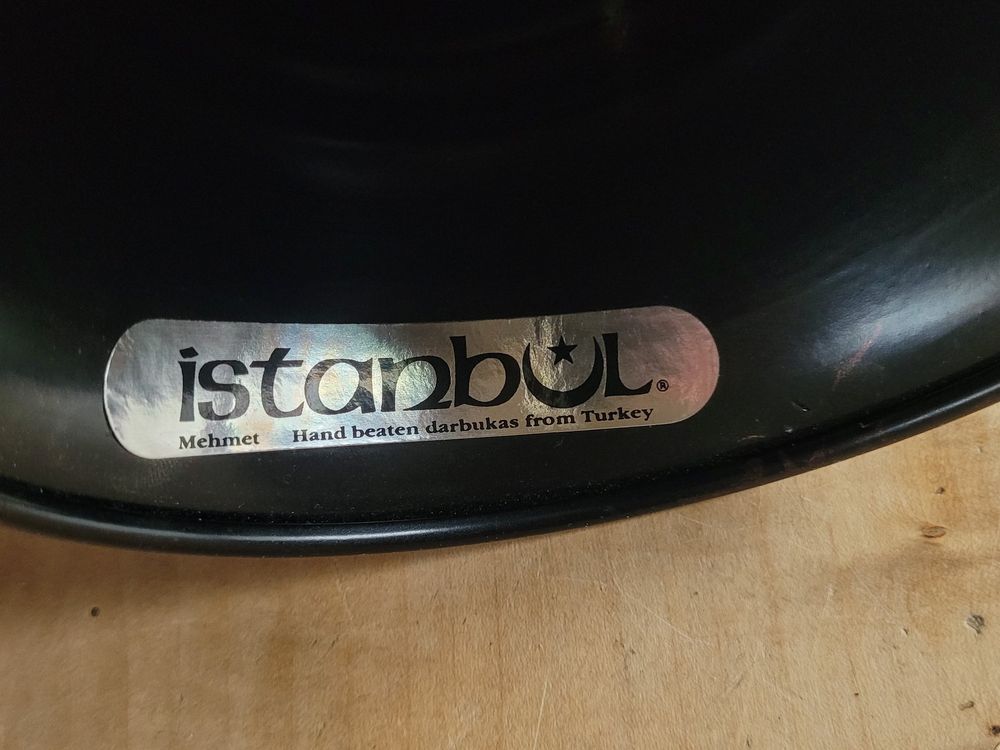 istanbul®
Mehmet Hand beaten darbukas from Turkey